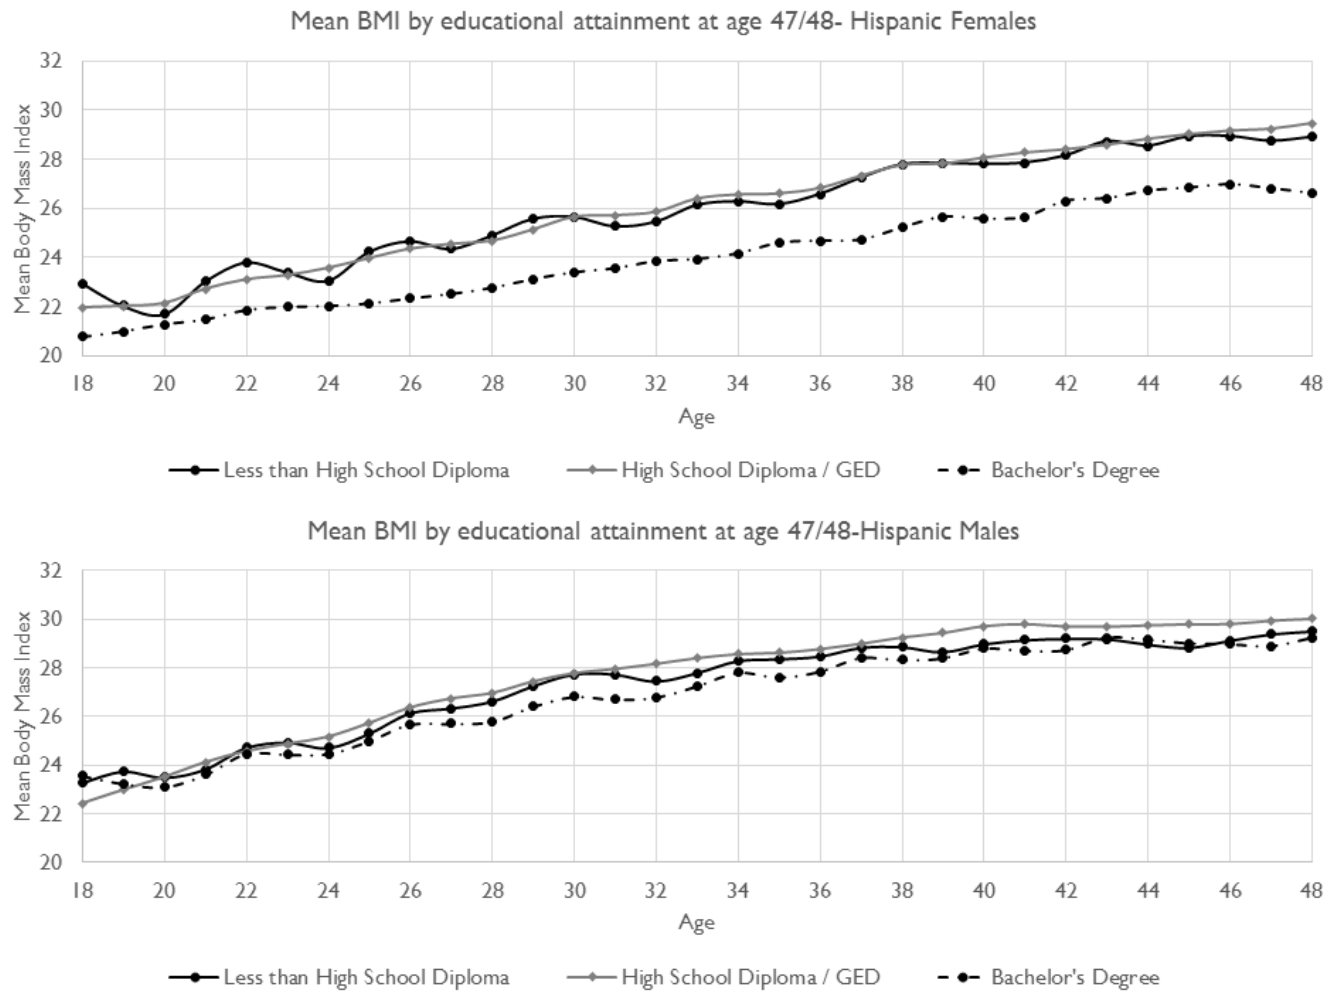 Mean BMI by educational attainment at age 47/48- Hispanic Females
32
30
28
26
24
22
20
Mean Body Mass Index
18 20 22 24 26 28 30 32 34 36 38 40 42 44 46 48
Age
Less than High School Diploma High School Diploma / GED Bachelor's Degree
Mean BMI by educational attainment at age 47/48-Hispanic Males
32
30
28
26
24
22
20
Mean Body Mass Index
18 20 22 24 26 28 30 32 34 36 38 40 42 44 46 48
Age
Less than High School Diploma High School Diploma / GED Bachelor's Degree